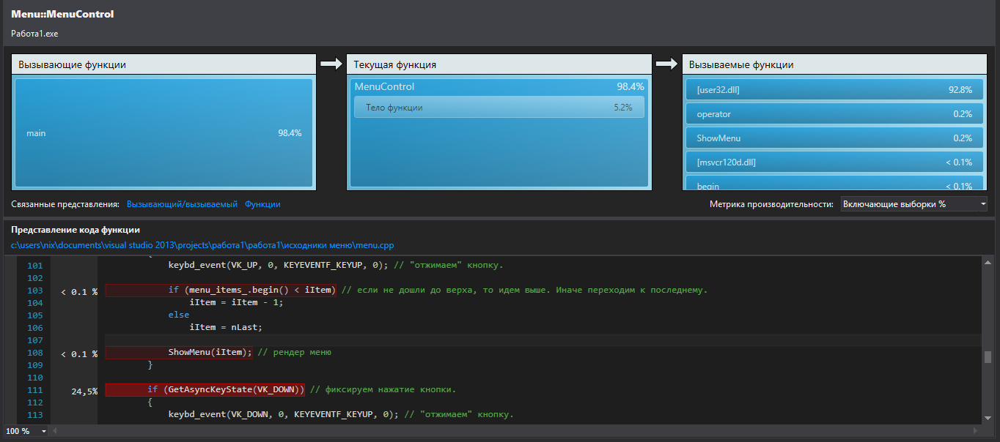 Menu::MenuControl
Работа1.exe
Вызывающие функции
main 98.4%
Текущая функция
MenuControl 98.4%
Тело функции 5.2%
Вызываемые функции
[user32.dll] 92.8%
operator 0.2%
ShowMenu 0.2%
[msvcr120d.dll] < 0.1%
begin < 0.1%
Связанные представления: Вызывающий/вызываемый Функции
Метрика производительности: Включающие выборки %
Представление кода функции
c:\users\nix\documents\visual studio 2013\projects\работа1\работа1\исходники меню\menu.cpp
101 keybd_event(VK_UP, 0, KEYEVENTF_KEYUP, 0); // "отжимаем" кнопку.
102
103 < 0.1 % if (menu_items_.begin() < iItem) // если не дошли до верха, то идем выше. Иначе переходим к последнему.
104 iItem = iItem - 1;
105 else
106 iItem = nLast;
107
108 < 0.1 % ShowMenu(iItem); // рендер меню
109 }
110
111 24,5% if (GetAsyncKeyState(VK_DOWN)) // фиксируем нажатие кнопки.
112 {
113 keybd_event(VK_DOWN, 0, KEYEVENTF_KEYUP, 0); // "отжимаем" кнопку.
100 %